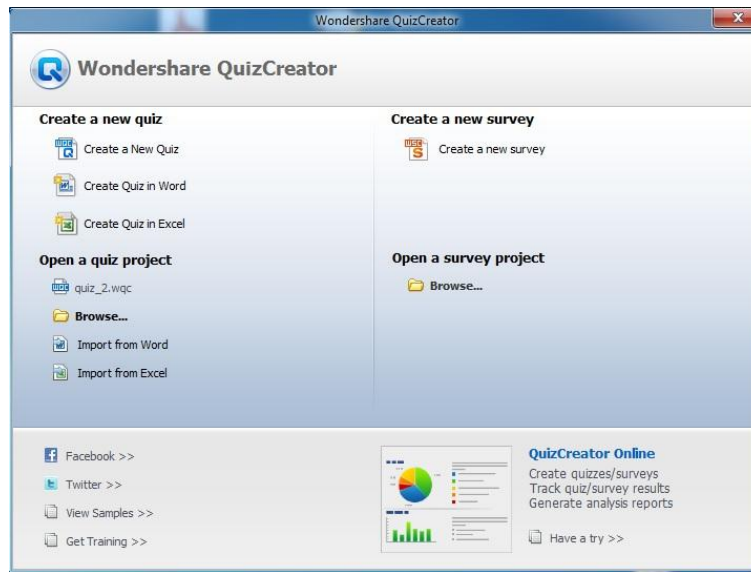 Wondershare QuizCreator
Wondershare QuizCreator
Create a new quiz
Create a New Quiz
Create Quiz in Word
Create Quiz in Excel
Create a new survey
Create a new survey
Open a quiz project
quiz_2.wqc
Browse...
Import from Word
Import from Excel
Open a survey project
Browse...
Facebook >>
Twitter >>
View Samples >>
Get Training >>
QuizCreator Online
Create quizzes/surveys
Track quiz/survey results
Generate analysis reports
Have a try >>